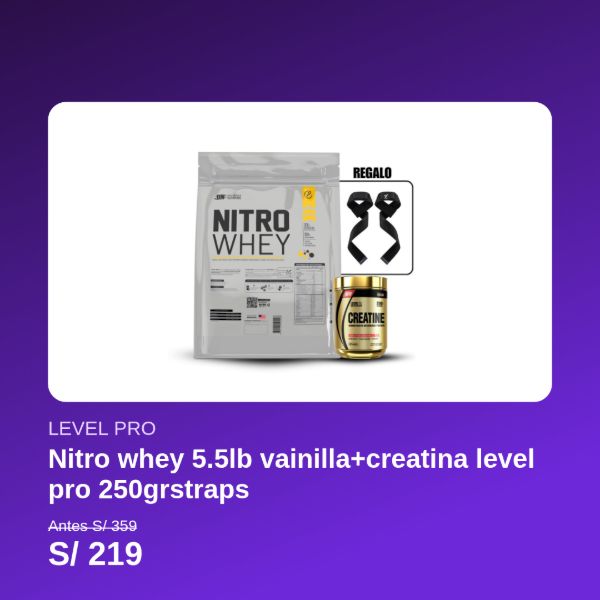 REGALO
NITRO
WHEY
CREATINE
LEVEL PRO
Nitro whey 5.5lb vainilla+creatina level
pro 250grstraps
Antes S/ 359
S/ 219